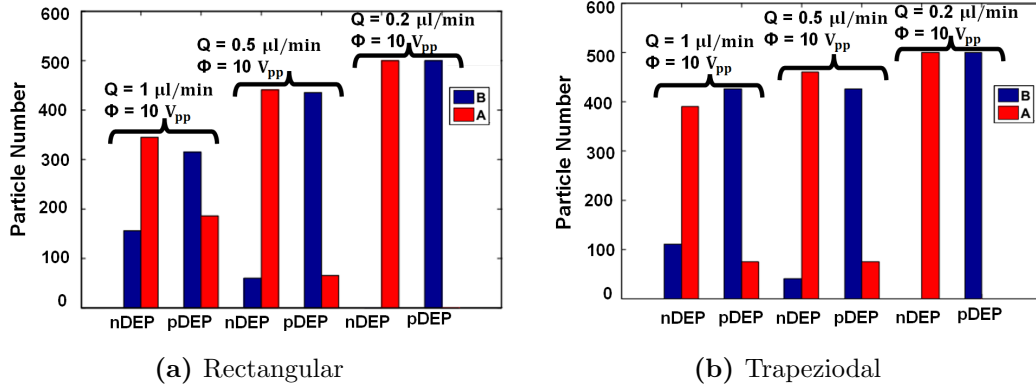 600
500
400
300
200
100
0
Particle Number
Q = 1 µl/min
Φ = 10 Vpp
Q = 0.5 µl/min
Φ = 10 Vpp
Q = 0.2 µl/min
Φ = 10 Vpp
B
A
nDEP pDEP nDEP pDEP nDEP pDEP
(a) Rectangular
600
500
400
300
200
100
0
Particle Number
Q = 1 µl/min
Φ = 10 Vpp
Q = 0.5 µl/min
Φ = 10 Vpp
Q = 0.2 µl/min
Φ = 10 Vpp
B
A
nDEP pDEP nDEP pDEP nDEP pDEP
(b) Trapeziodal